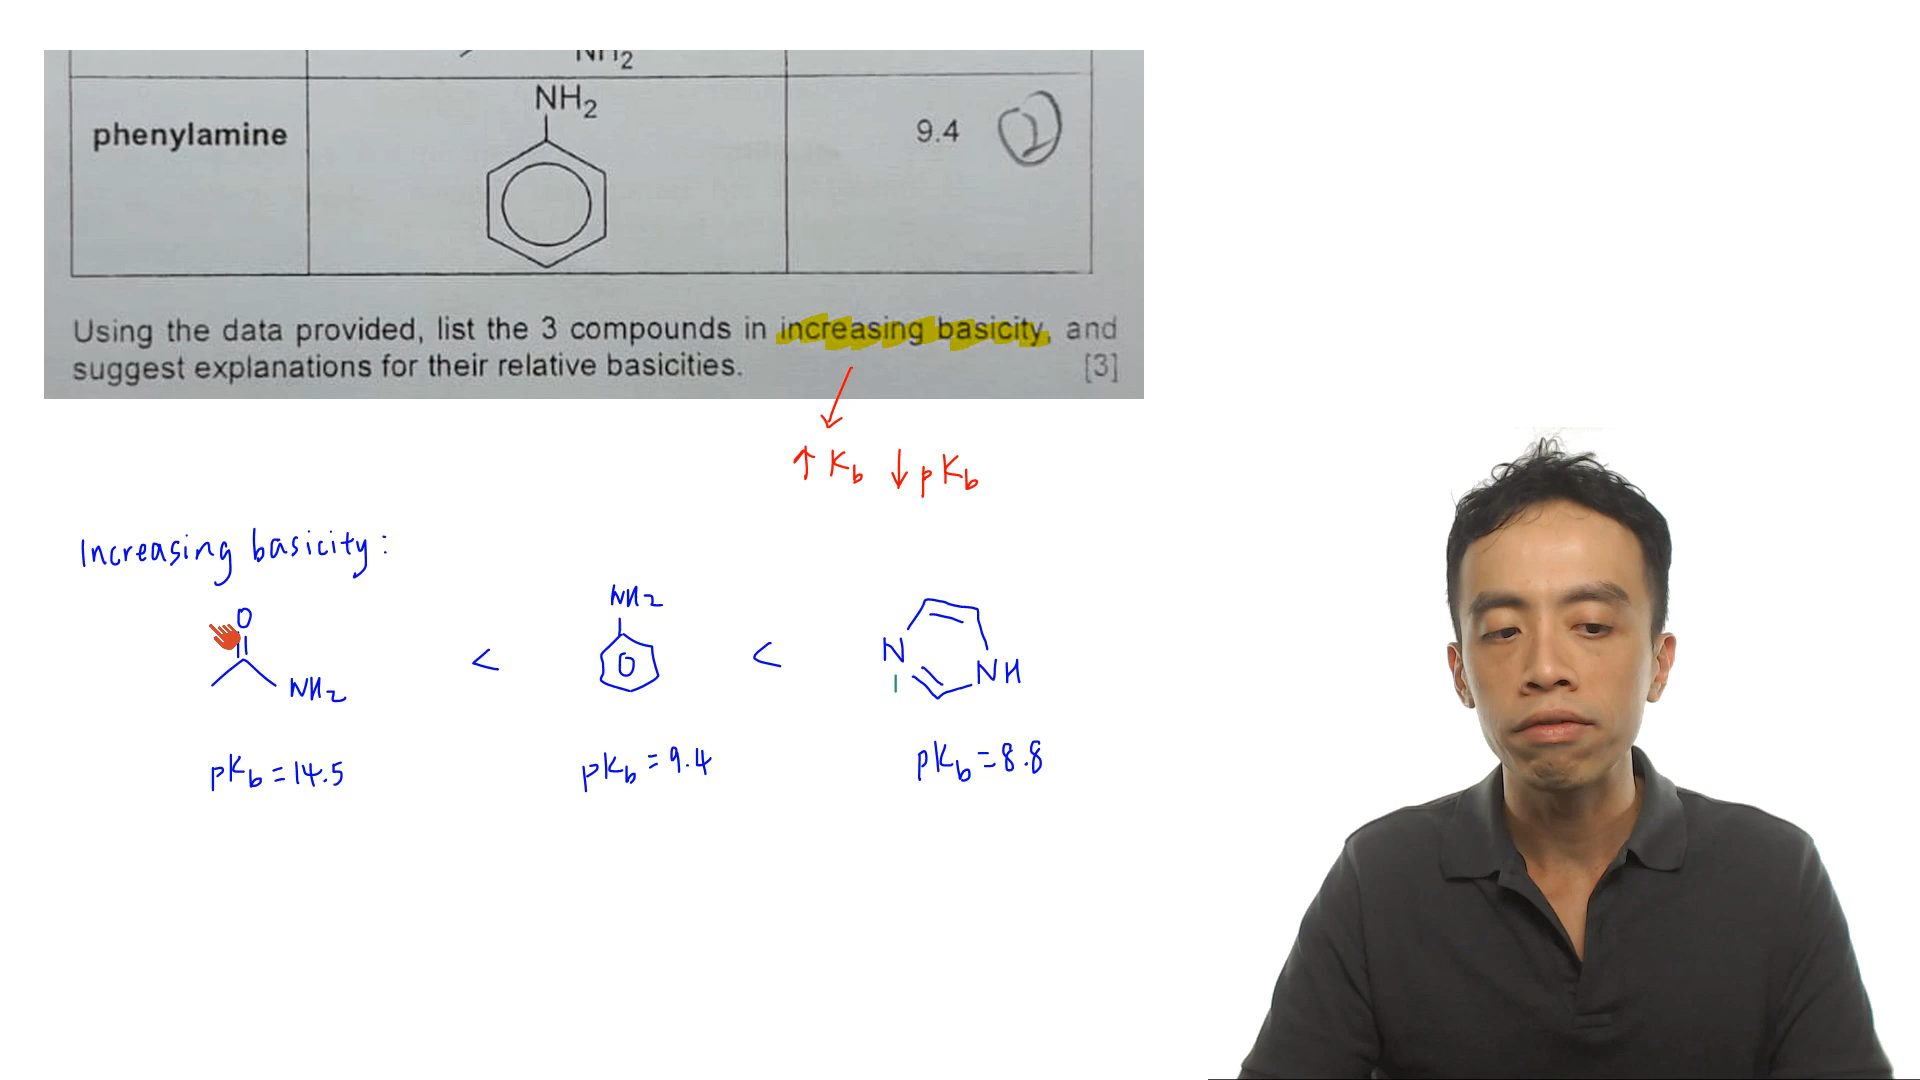 NH2
NH2
phenylamine
9.4 2
Using the data provided, list the 3 compounds in increasing basicity, and
suggest explanations for their relative basicities. [3]
↑ Kb ↓ pKb
Increasing basicity:
O
NH2
<
NH2
<
N
NH
1
pKb = 14.5
pKb = 9.4
pKb = 8.8